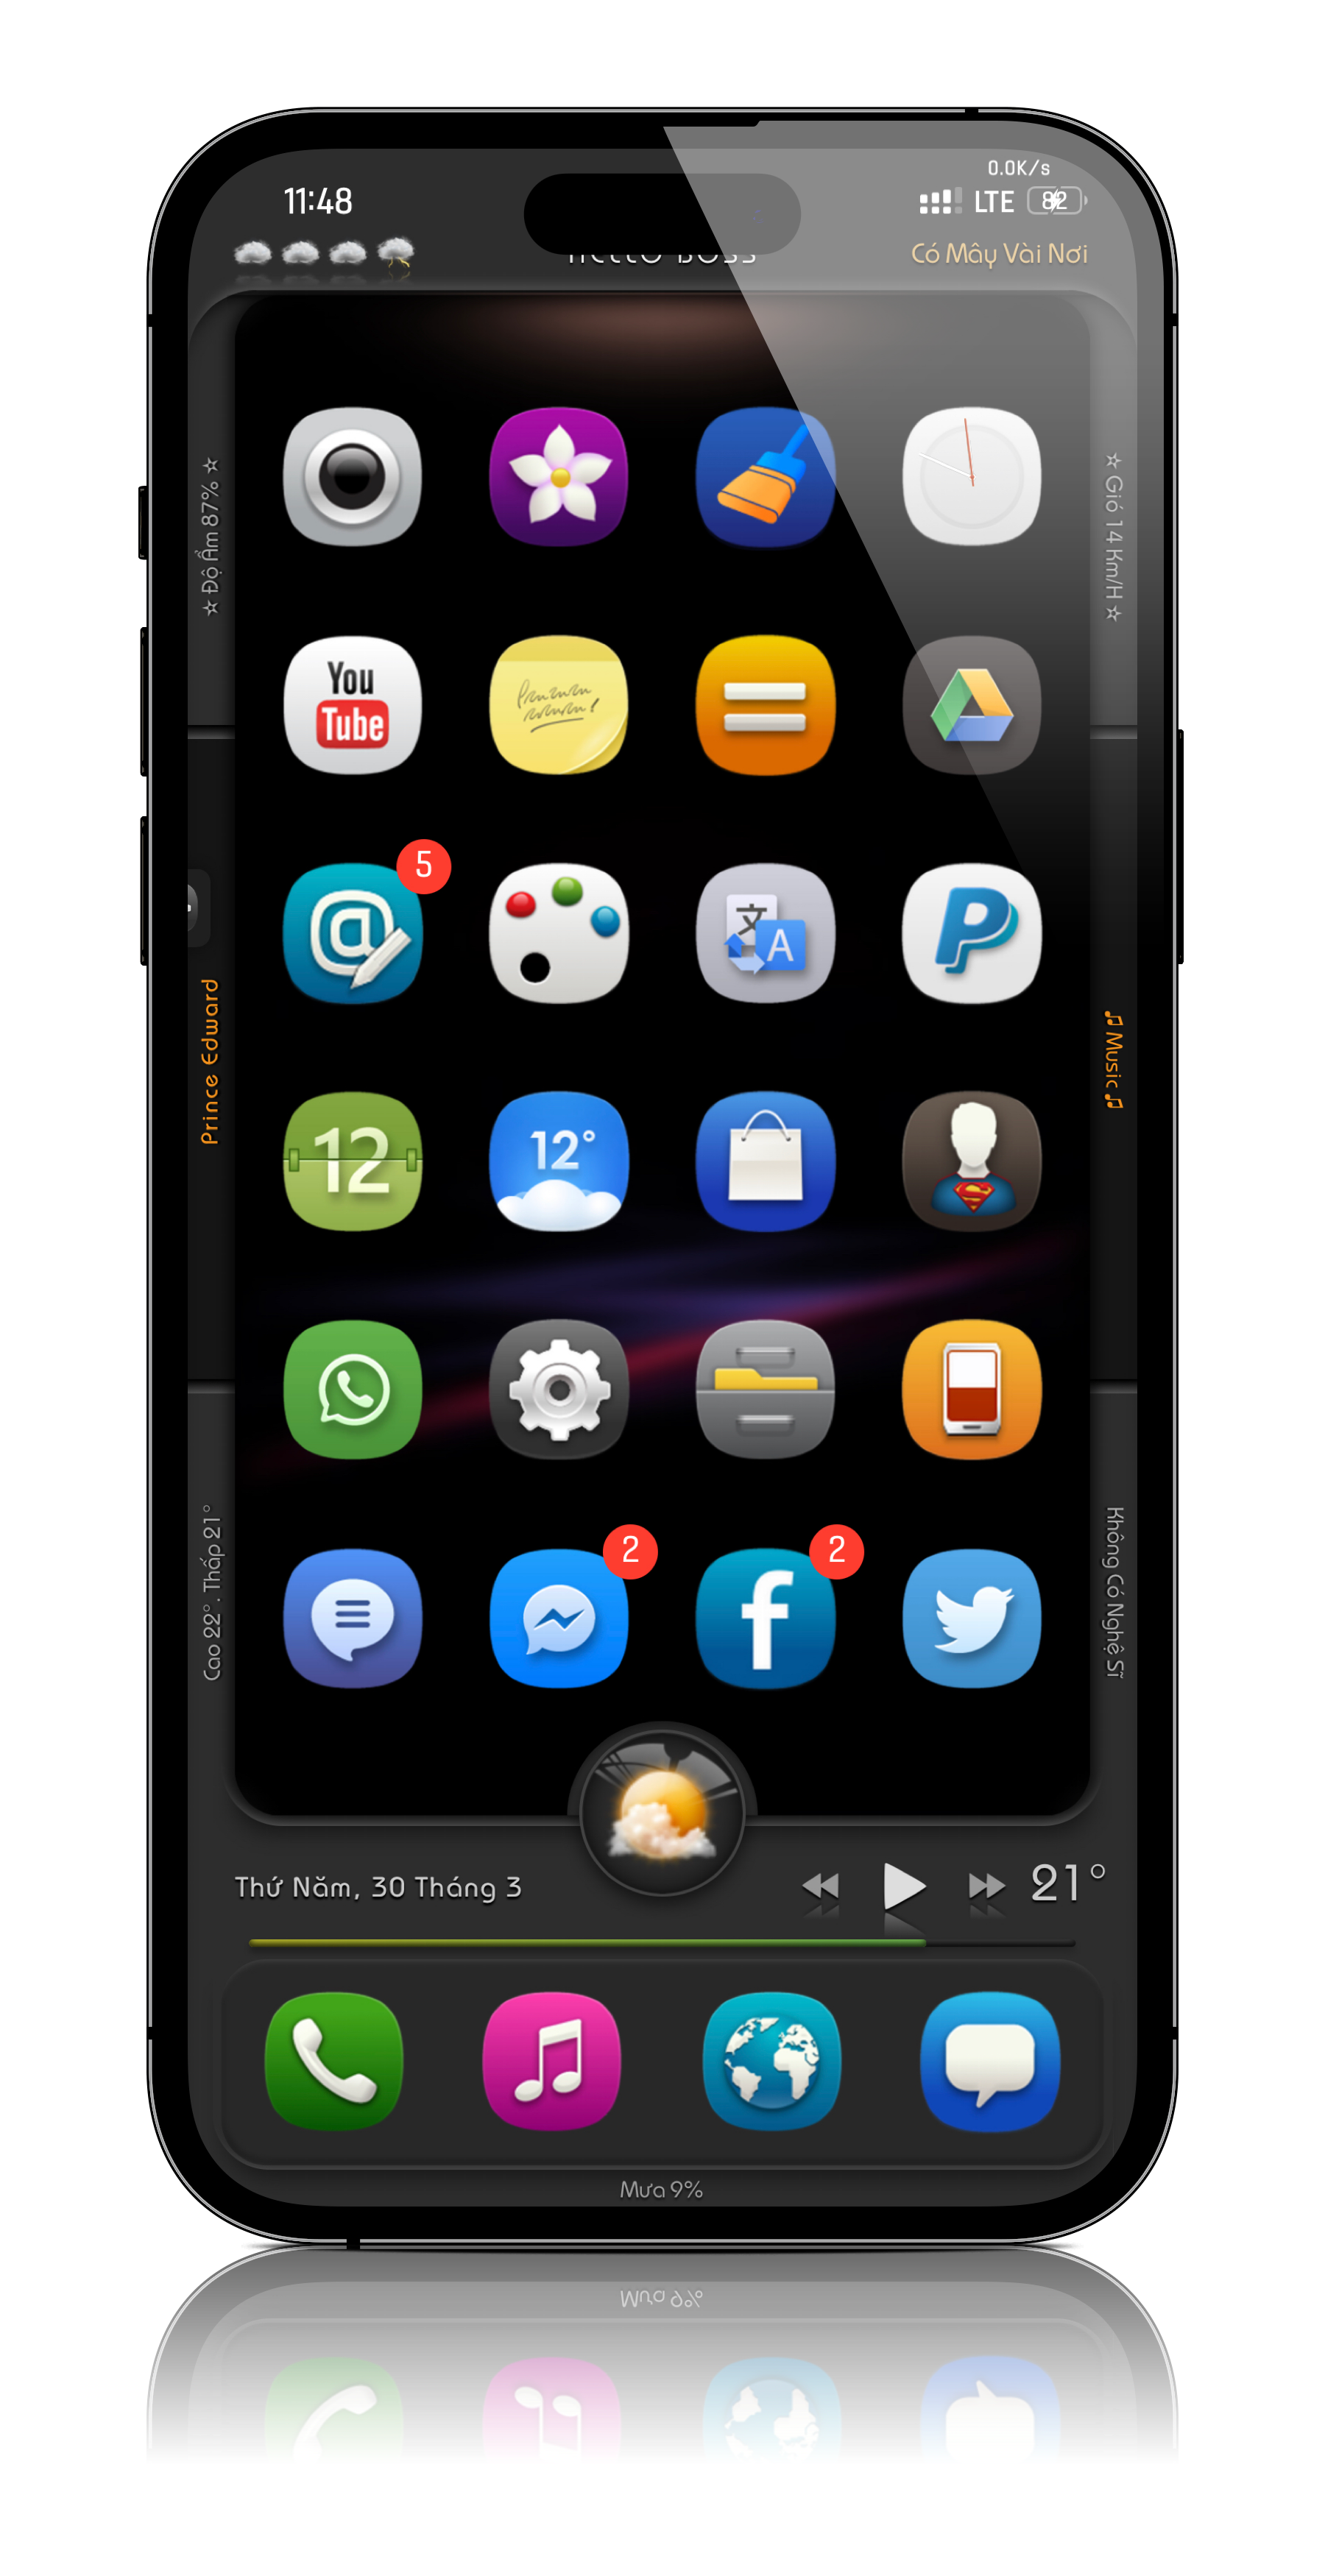 0.0K/s
11:48
LTE 82
HELLO BOSS
Có Mây Vài Nơi
☆ Độ Ẩm 87% ☆
☆ Gió 14 Km/H ☆
You
Tube
文
A
5
Prince Edward
♫ Music ♫
12
12°
Cao 22°. Thấp 21°
Không Có Nghệ Sĩ
2
2
Thứ Năm, 30 Tháng 3
21°
Mưa 9%